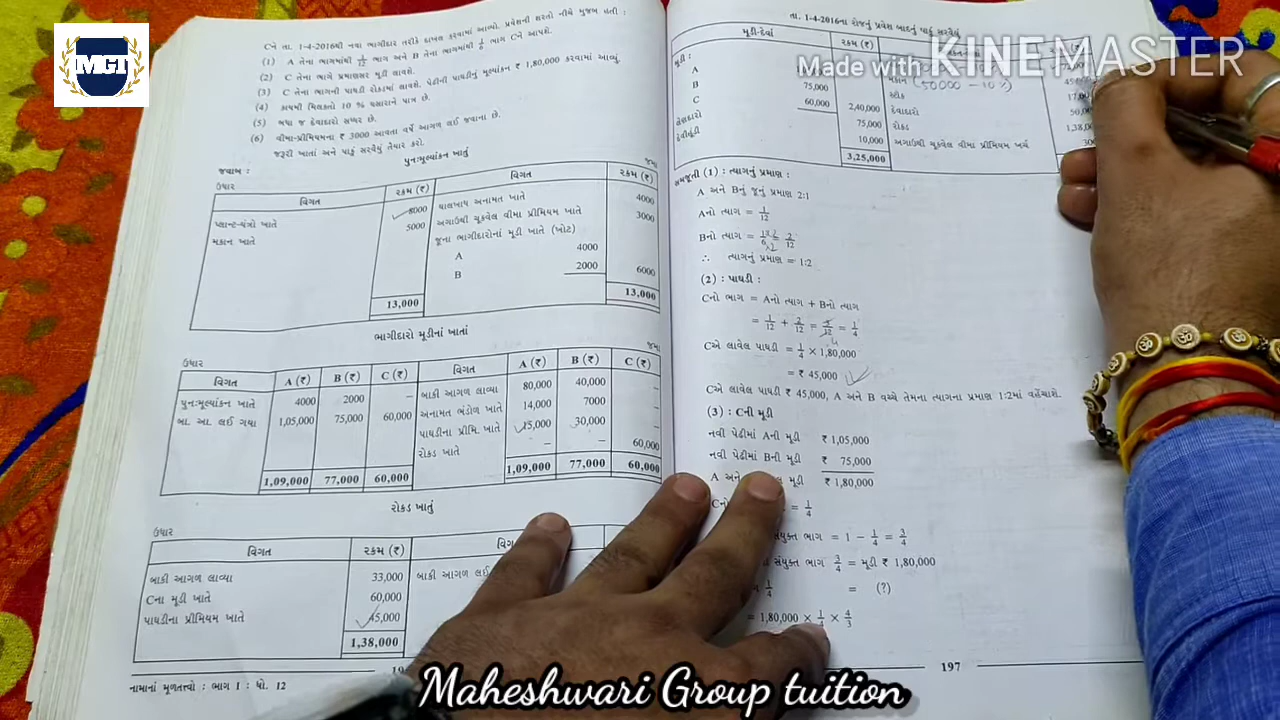 MGT
Made with KINEMASTER
Cને તા. 1-4-2016થી નવા ભાગીદાર તરીકે દાખલ કરવામાં આવ્યો. પ્રવેશની શરતો નીચે મુજબ હતી :
(1) A તેના ભાગમાંથી 1/12 ભાગ અને B તેના ભાગમાંથી 1/6 ભાગ Cને આપશે.
(2) C તેના ભાગે પ્રમાણસર મૂડી લાવશે.
(3) C તેના ભાગની પાઘડી રોકડમાં લાવશે. પેઢીની પાઘડીનું મૂલ્યાંકન ₹ 1,80,000 કરવામાં આવ્યું.
(4) કાયમી મિલકતો 10 % ઘસારાને પાત્ર છે.
(5) બધા જ દેવાદારો સધ્ધર છે.
(6) વીમા-પ્રીમિયમના ₹ 3000 આવતા વર્ષે આગળ લઈ જવાના છે.
જરૂરી ખાતાં અને પાકું સરવૈયું તૈયાર કરો.
જવાબ :
પુનઃમૂલ્યાંકન ખાતું
ઉધાર જમા
વિગત રકમ (₹) વિગત રકમ (₹)
પ્લાન્ટ-યંત્રો ખાતે 8000 ઘાલખાધ અનામત ખાતે 4000
મકાન ખાતે 5000 અગાઉથી ચૂકવેલ વીમા પ્રીમિયમ ખાતે 3000
જૂના ભાગીદારોનાં મૂડી ખાતે (ખોટ)
A 4000
B 2000 6000
13,000 13,000
ભાગીદારો મૂડીનાં ખાતાં
ઉધાર જમા
વિગત A (₹) B (₹) C (₹) વિગત A (₹) B (₹) C (₹)
પુનઃમૂલ્યાંકન ખાતે 4000 2000 – બાકી આગળ લાવ્યા 80,000 40,000 –
બા. આ. લઈ ગયા 1,05,000 75,000 60,000 અનામત ભંડોળ ખાતે 14,000 7000 –
પાઘડીના પ્રીમિ. ખાતે 15,000 30,000 –
રોકડ ખાતે – – 60,000
1,09,000 77,000 60,000 1,09,000 77,000 60,000
રોકડ ખાતું
ઉધાર
વિગત રકમ (₹)
બાકી આગળ લાવ્યા 33,000 બાકી આગળ લઈ
Cના મૂડી ખાતે 60,000
પાઘડીના પ્રીમિયમ ખાતે 45,000
1,38,000
નામાનાં મૂળતત્ત્વો : ભાગ 1 : ધો. 12
તા. 1-4-2016ના રોજનું પ્રવેશ બાદનું પાકું સરવૈયું
મૂડી-દેવાં રકમ (₹)
મૂડી :
A
B 75,000 મકાન (50000 – 10%)
C 60,000 2,40,000 સ્ટૉક
લેણદારો 75,000 દેવાદારો
દેવીહૂંડી 10,000 રોકડ
અગાઉથી ચૂકવેલ વીમા પ્રીમિયમ ખર્ચ
3,25,000
સમજૂતી (1) : ત્યાગનું પ્રમાણ :
A અને Bનું જૂનું પ્રમાણ 2:1
Aનો ત્યાગ = 1/12
Bનો ત્યાગ = 1×2/6×2 = 2/12
∴ ત્યાગનું પ્રમાણ = 1:2
(2) : પાઘડી :
Cનો ભાગ = Aનો ત્યાગ + Bનો ત્યાગ
= 1/12 + 2/12 = 3/12 = 1/4
Cએ લાવેલ પાઘડી = 1/4 × 1,80,000
= ₹ 45,000
Cએ લાવેલ પાઘડી ₹ 45,000, A અને B વચ્ચે તેમના ત્યાગના પ્રમાણ 1:2માં વહેંચાશે.
(3) : Cની મૂડી
નવી પેઢીમાં Aની મૂડી ₹ 1,05,000
નવી પેઢીમાં Bની મૂડી ₹ 75,000
A અને મૂડી ₹ 1,80,000
= 1/4
સંયુક્ત ભાગ = 1 – 1/4 = 3/4
સંયુક્ત ભાગ 3/4 = મૂડી ₹ 1,80,000
1/4 = (?)
= 1,80,000 × 1/4 × 4/3
197
Maheshwari Group tuition